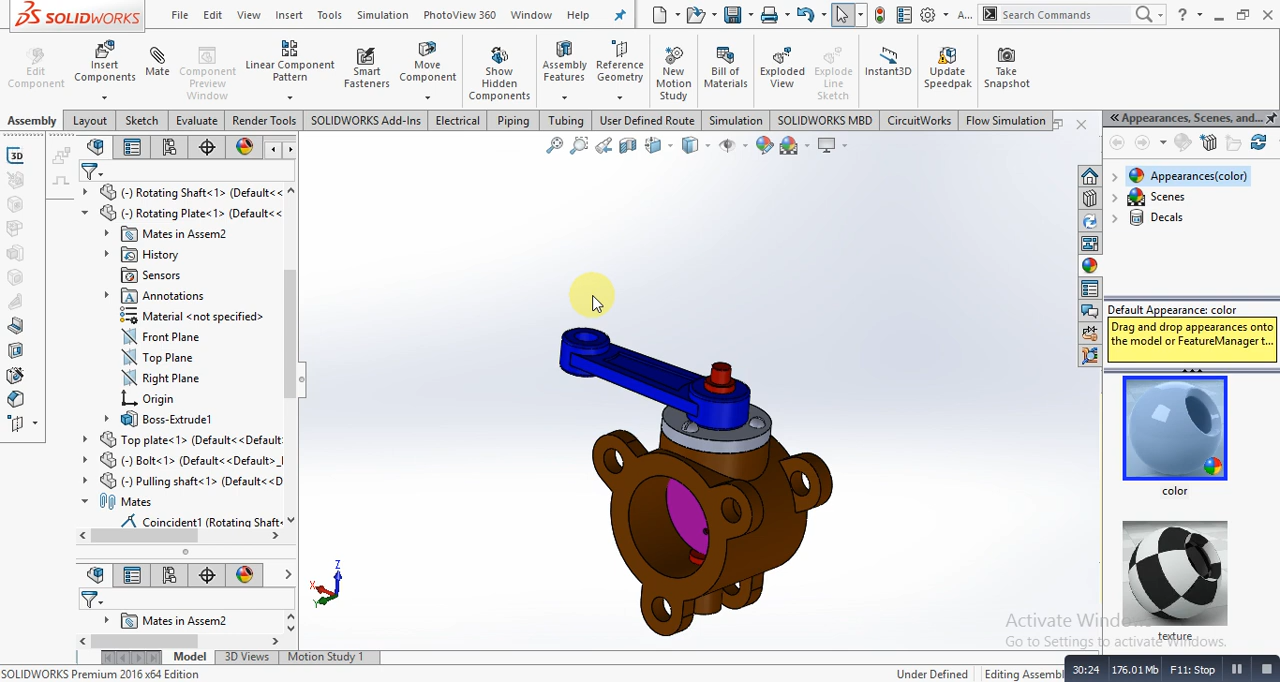 SOLIDWORKS File Edit View Insert Tools Simulation PhotoView 360 Window Help A... Search Commands ?
Edit Component
Insert Components
Mate
Component Preview Window
Linear Component Pattern
Smart Fasteners
Move Component
Show Hidden Components
Assembly Features
Reference Geometry
New Motion Study
Bill of Materials
Exploded View
Explode Line Sketch
Instant3D
Update Speedpak
Take Snapshot
Assembly Layout Sketch Evaluate Render Tools SOLIDWORKS Add-Ins Electrical Piping Tubing User Defined Route Simulation SOLIDWORKS MBD CircuitWorks Flow Simulation
Appearances, Scenes, and...
3D
(-) Rotating Shaft<1> (Default<<
(-) Rotating Plate<1> (Default<<
Mates in Assem2
History
Sensors
Annotations
Material <not specified>
Front Plane
Top Plane
Right Plane
Origin
Boss-Extrude1
Top plate<1> (Default<<Default
(-) Bolt<1> (Default<<Default>_
(-) Pulling shaft<1> (Default<<D
Mates
Coincident1 (Rotating Shaft
Mates in Assem2
Z
X
Y
Appearances(color)
Scenes
Decals
Default Appearance: color
Drag and drop appearances onto
the model or FeatureManager t...
color
texture
Activate Windo
Go to Settings to activate Windows.
Model 3D Views Motion Study 1
SOLIDWORKS Premium 2016 x64 Edition Under Defined Editing Assembl 30:24 176.01 Mb F11: Stop